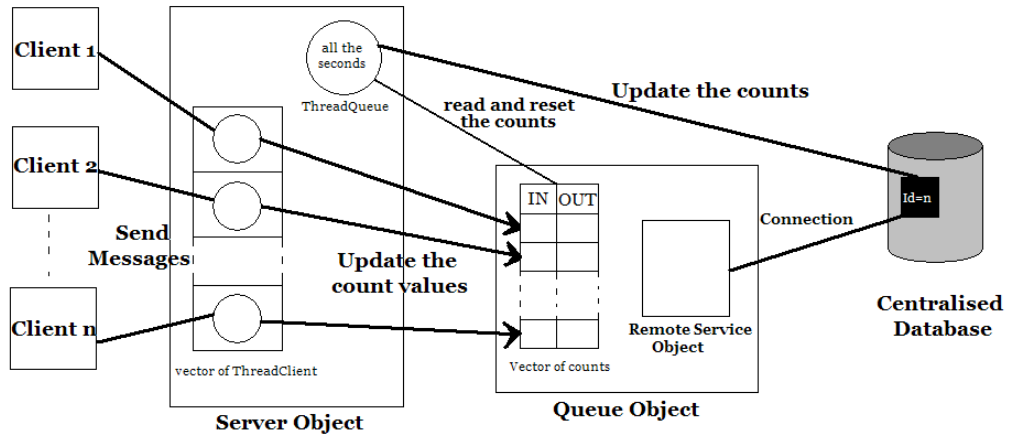 Client 1
Client 2
Client n
Send
Messages
all the
seconds
ThreadQueue
vector of ThreadClient
Server Object
Update the
count values
read and reset
the counts
Update the counts
IN OUT
Vector of counts
Remote Service
Object
Queue Object
Connection
Id=n
Centralised
Database